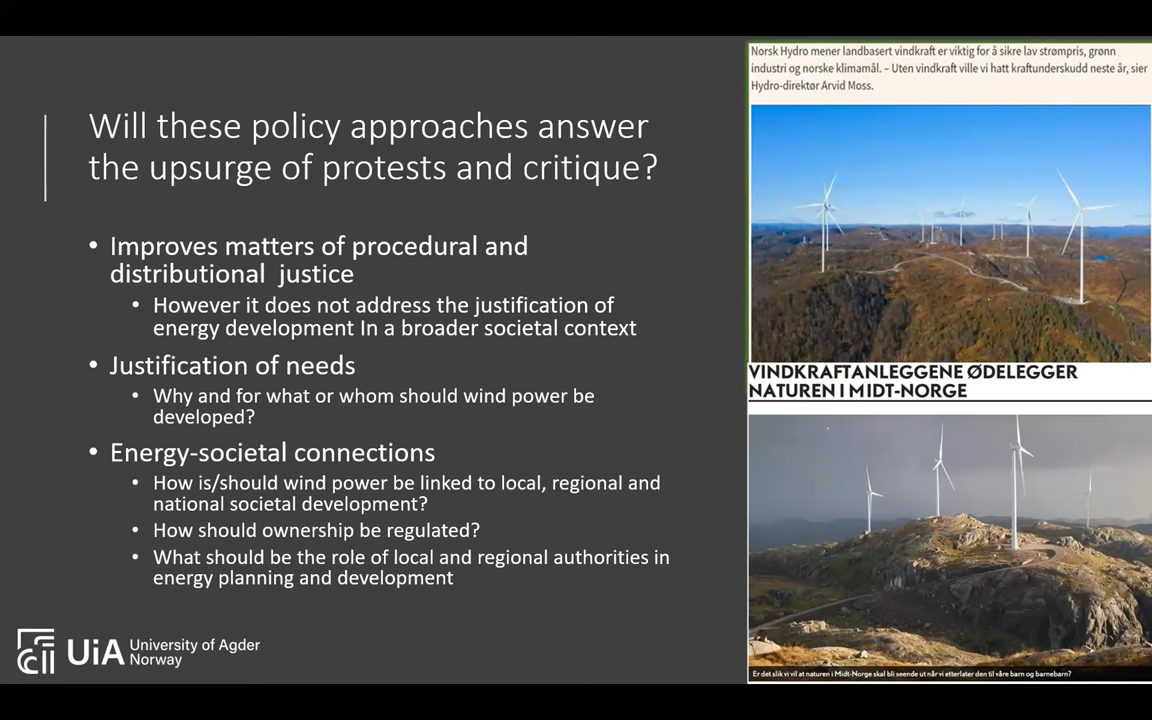 Will these policy approaches answer
the upsurge of protests and critique?
• Improves matters of procedural and
distributional justice
• However it does not address the justification of
energy development In a broader societal context
• Justification of needs
• Why and for what or whom should wind power be
developed?
• Energy-societal connections
• How is/should wind power be linked to local, regional and
national societal development?
• How should ownership be regulated?
• What should be the role of local and regional authorities in
energy planning and development
UiA University of Agder
Norway
Norsk Hydro mener landbasert vindkraft er viktig for å sikre lav strømpris, grønn
industri og norske klimamål. – Uten vindkraft ville vi hatt kraftunderskudd neste år, sier
Hydro-direktør Arvid Moss.
VINDKRAFTANLEGGENE ØDELEGGER
NATUREN I MIDT-NORGE
Er det slik vi vil at naturen i Midt-Norge skal bli seende ut når vi etterlater den til våre barn og barnebarn?